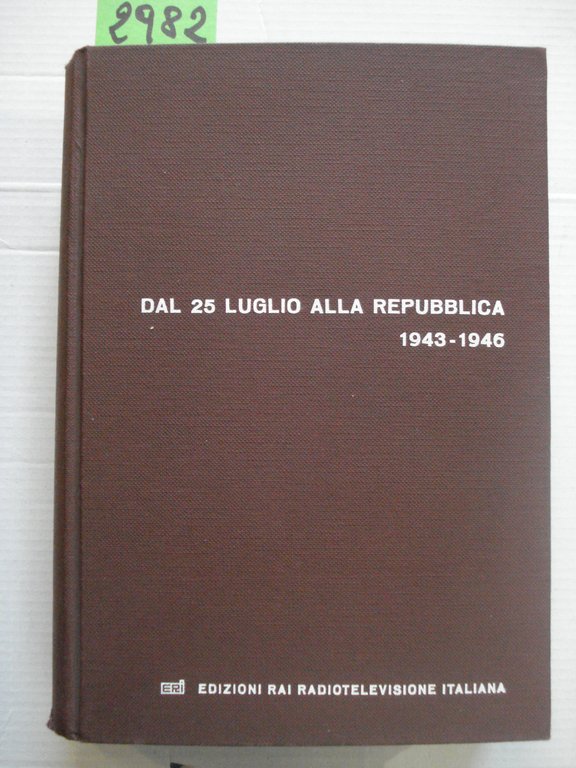 2982
DAL 25 LUGLIO ALLA REPUBBLICA
1943-1946
ERI EDIZIONI RAI RADIOTELEVISIONE ITALIANA